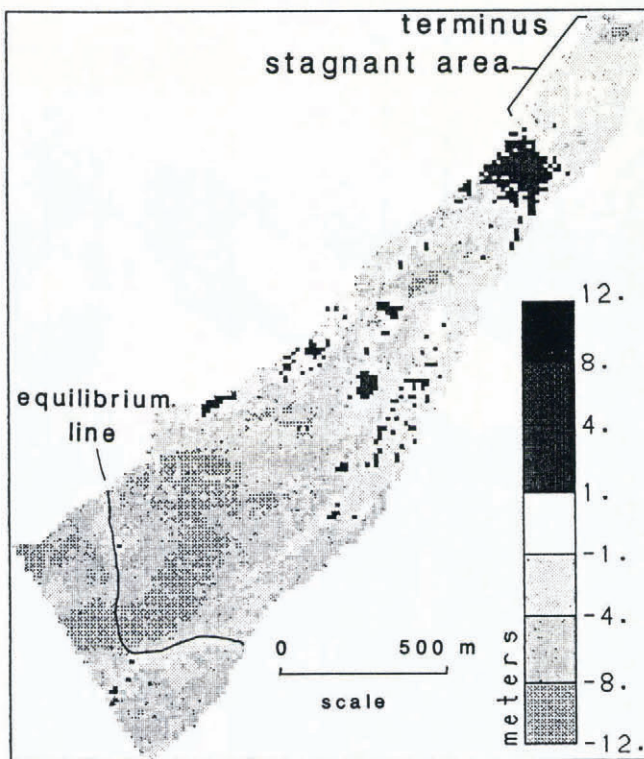 terminus
stagnant area
equilibrium
line
12.
8.
4.
1.
-1.
-4.
-8.
-12.
meters
0 500 m
scale